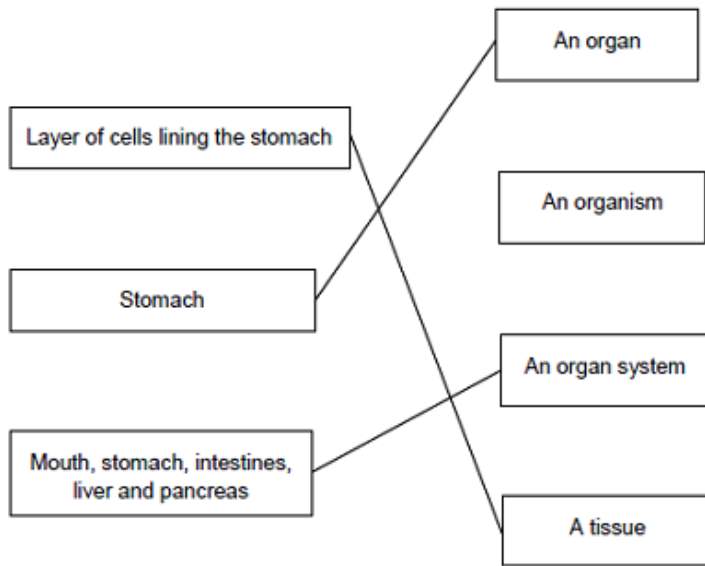 An organ
Layer of cells lining the stomach
An organism
Stomach
An organ system
Mouth, stomach, intestines,
liver and pancreas
A tissue